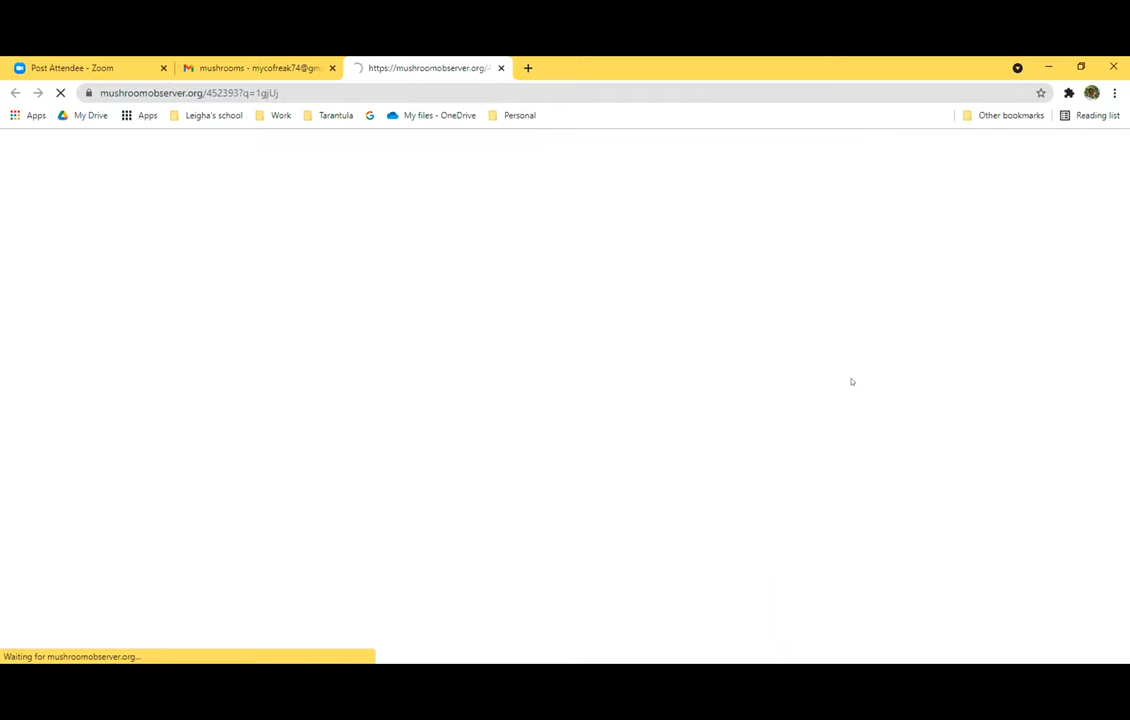 Post Attendee - Zoom
mushrooms - mycofreak74@gm
https://mushroomobserver.org/4
mushroomobserver.org/452393?q=1gjUj
Apps My Drive Apps Leigha's school Work Tarantula My files - OneDrive Personal Other bookmarks Reading list
Waiting for mushroomobserver.org...